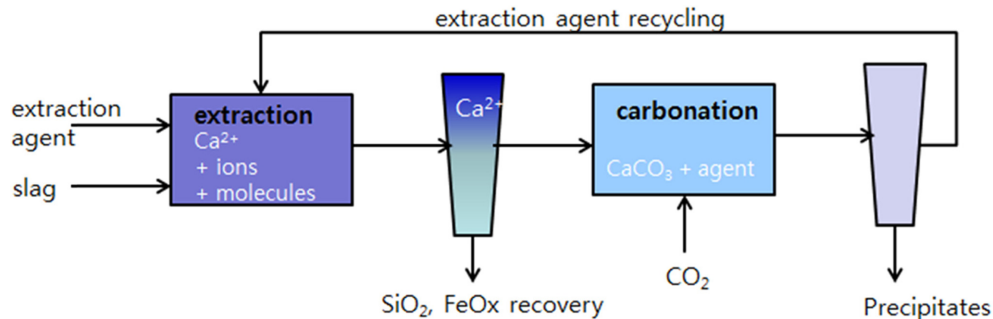 extraction agent recycling
extraction
agent
slag
extraction
Ca²⁺
+ ions
+ molecules
Ca²⁺
carbonation
CaCO₃ + agent
CO₂
SiO₂, FeOx recovery
Precipitates